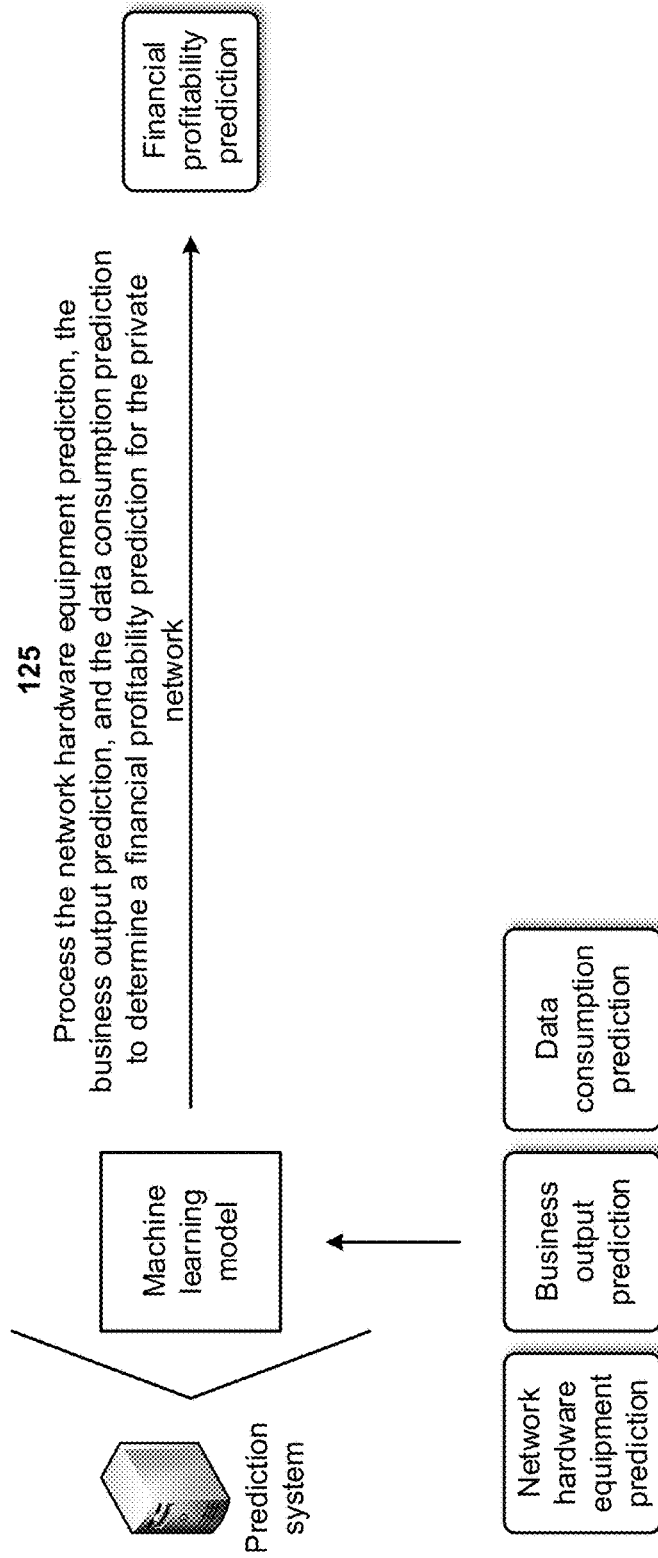 125
Process the network hardware equipment prediction, the
business output prediction, and the data consumption prediction
to determine a financial profitability prediction for the private
network
Prediction
system
Machine
learning
model
Financial
profitability
prediction
Network
hardware
equipment
prediction
Business
output
prediction
Data
consumption
prediction